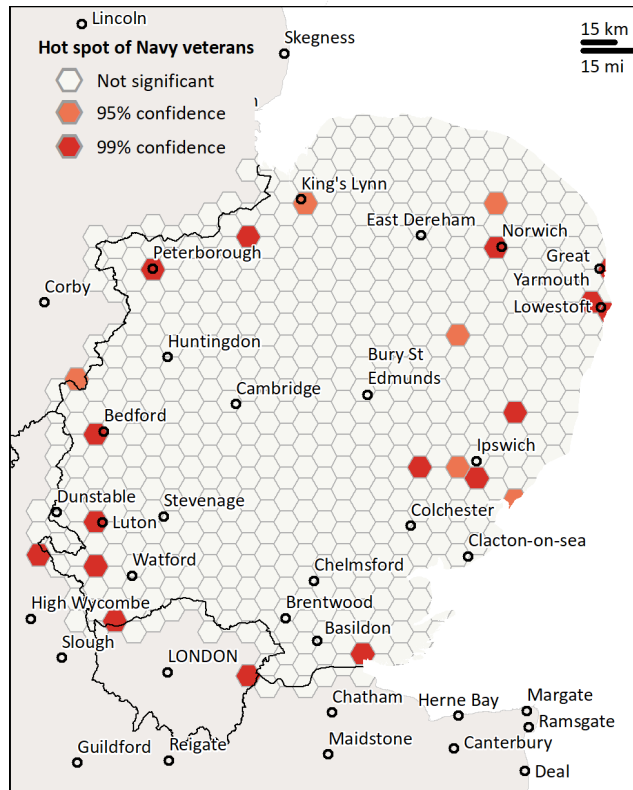 Lincoln
Hot spot of Navy veterans
Not significant
95% confidence
99% confidence
Skegness
15 km
15 mi
King's Lynn
East Dereham
Norwich
Peterborough
Great
Yarmouth
Lowestoft
Corby
Huntingdon
Bury St
Edmunds
Cambridge
Bedford
Ipswich
Dunstable
Stevenage
Luton
Colchester
Clacton-on-sea
Watford
Chelmsford
High Wycombe
Brentwood
Basildon
Slough
LONDON
Chatham
Herne Bay
Margate
Ramsgate
Guildford
Reigate
Maidstone
Canterbury
Deal